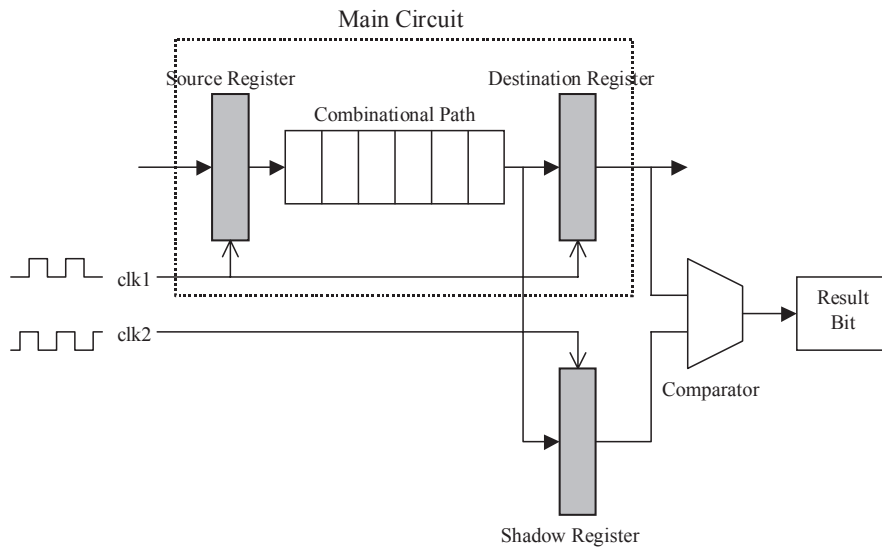 Main Circuit
Source Register
Destination Register
Combinational Path
clk1
clk2
Result
Bit
Comparator
Shadow Register